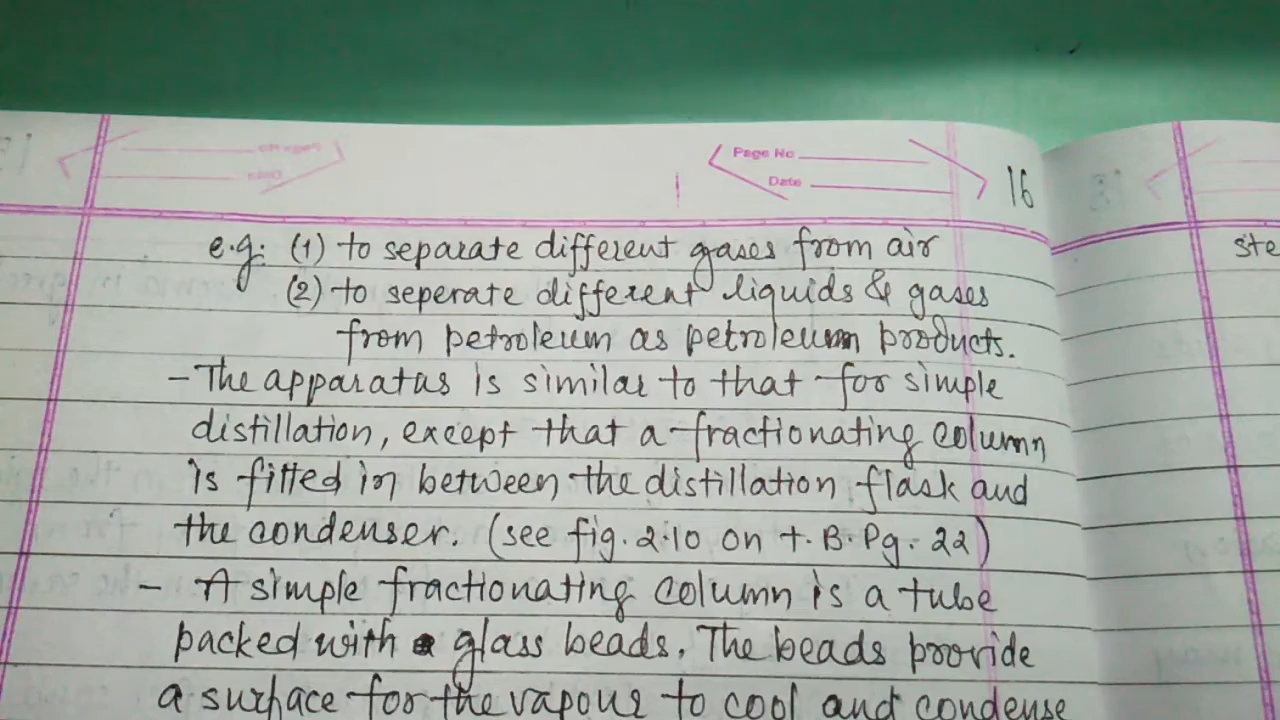 Page No
Date
16
e.g. (1) to separate different gases from air
(2) to seperate different liquids & gases
from petroleum as petroleum products.
- The apparatus is similar to that for simple
distillation, except that a fractionating column
is fitted in between the distillation flask and
the condenser. (see fig. 2.10 on t. B. Pg. 22)
- A simple fractionating column is a tube
packed with glass beads. The beads provide
a surface for the vapour to cool and condense
ste